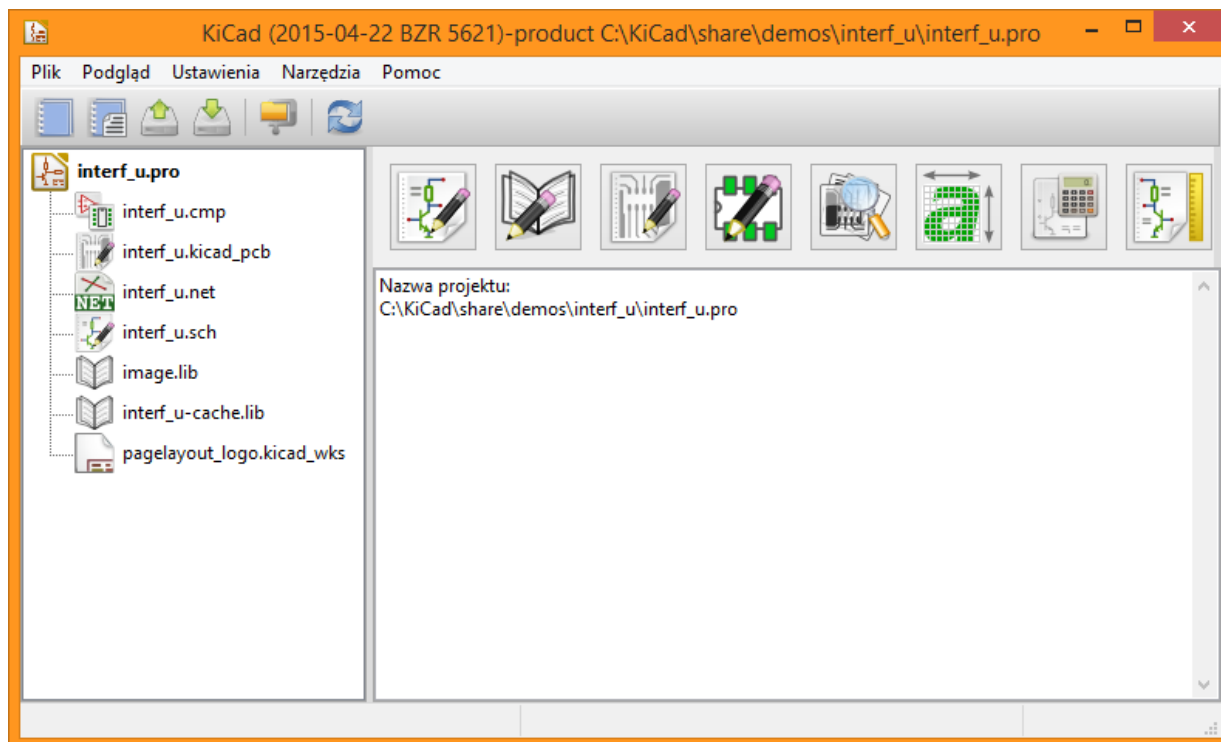 KiCad (2015-04-22 BZR 5621)-product C:\KiCad\share\demos\interf_u\interf_u.pro
Plik Podgląd Ustawienia Narzędzia Pomoc
interf_u.pro
interf_u.cmp
interf_u.kicad_pcb
NET interf_u.net
interf_u.sch
image.lib
interf_u-cache.lib
pagelayout_logo.kicad_wks
a
Nazwa projektu:
C:\KiCad\share\demos\interf_u\interf_u.pro